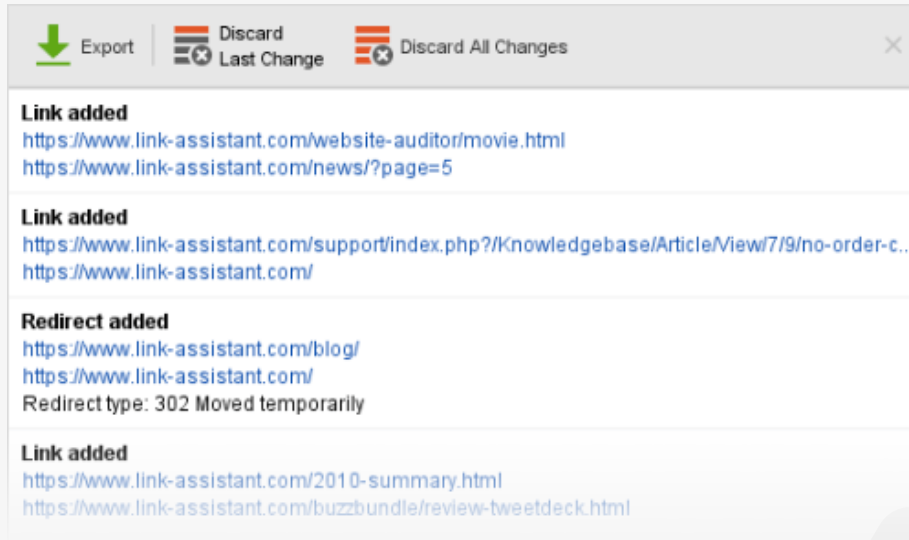 Export
Discard
Last Change
Discard All Changes
Link added
https://www.link-assistant.com/website-auditor/movie.html
https://www.link-assistant.com/news/?page=5
Link added
https://www.link-assistant.com/support/index.php?/Knowledgebase/Article/View/7/9/no-order-c...
https://www.link-assistant.com/
Redirect added
https://www.link-assistant.com/blog/
https://www.link-assistant.com/
Redirect type: 302 Moved temporarily
Link added
https://www.link-assistant.com/2010-summary.html
https://www.link-assistant.com/buzzbundle/review-tweetdeck.html